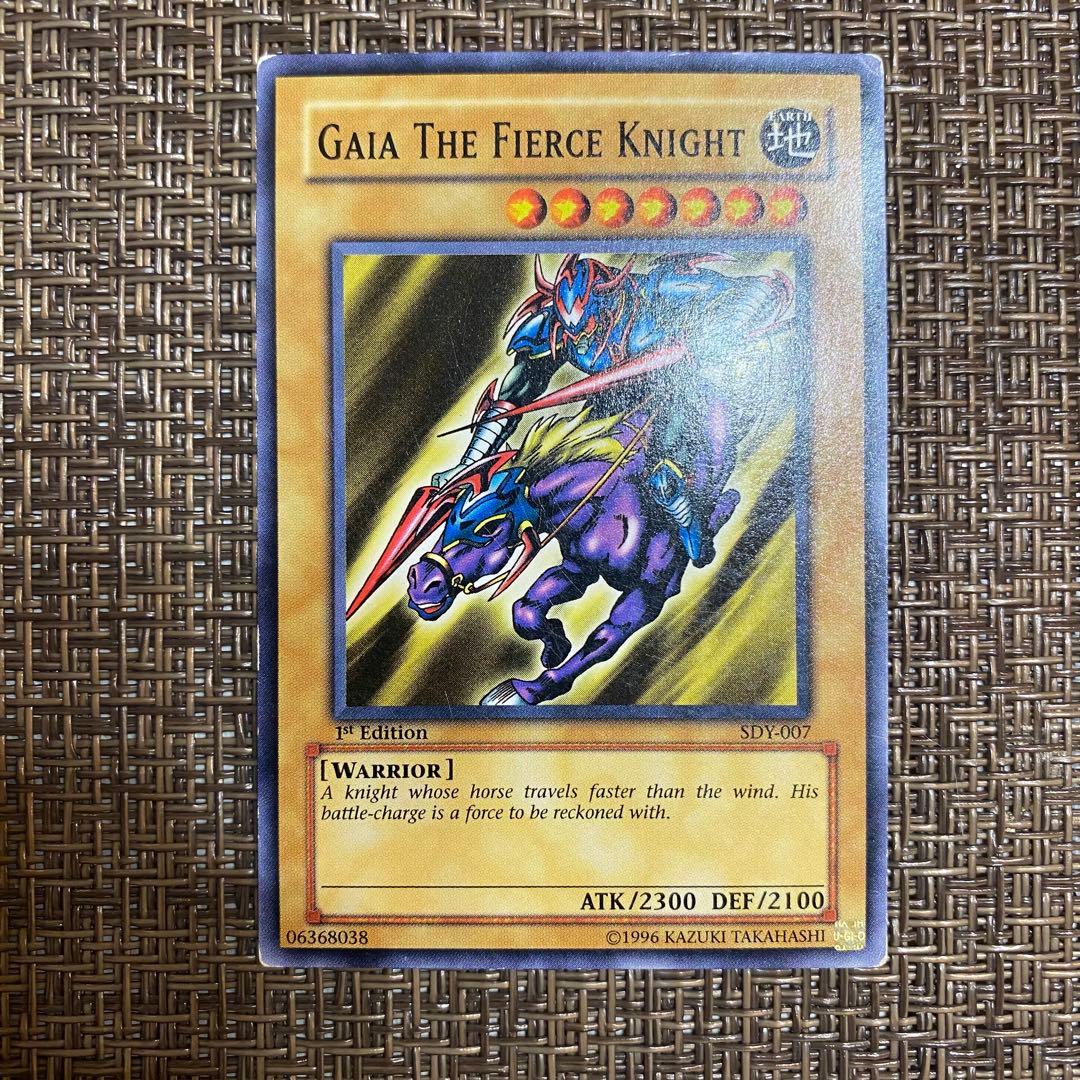 GAIA THE FIERCE KNIGHT
EARTH
地
1st Edition
SDY-007
[WARRIOR]
A knight whose horse travels faster than the wind. His
battle-charge is a force to be reckoned with.
ATK/2300 DEF/2100
06368038
©1996 KAZUKI TAKAHASHI